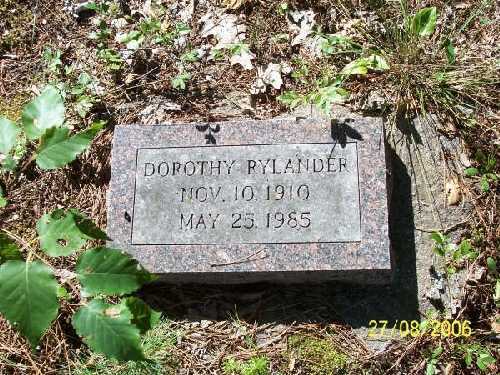 DOROTHY RYLANDER
NOV. 10. 1910
MAY 25. 1985
27/08/2006